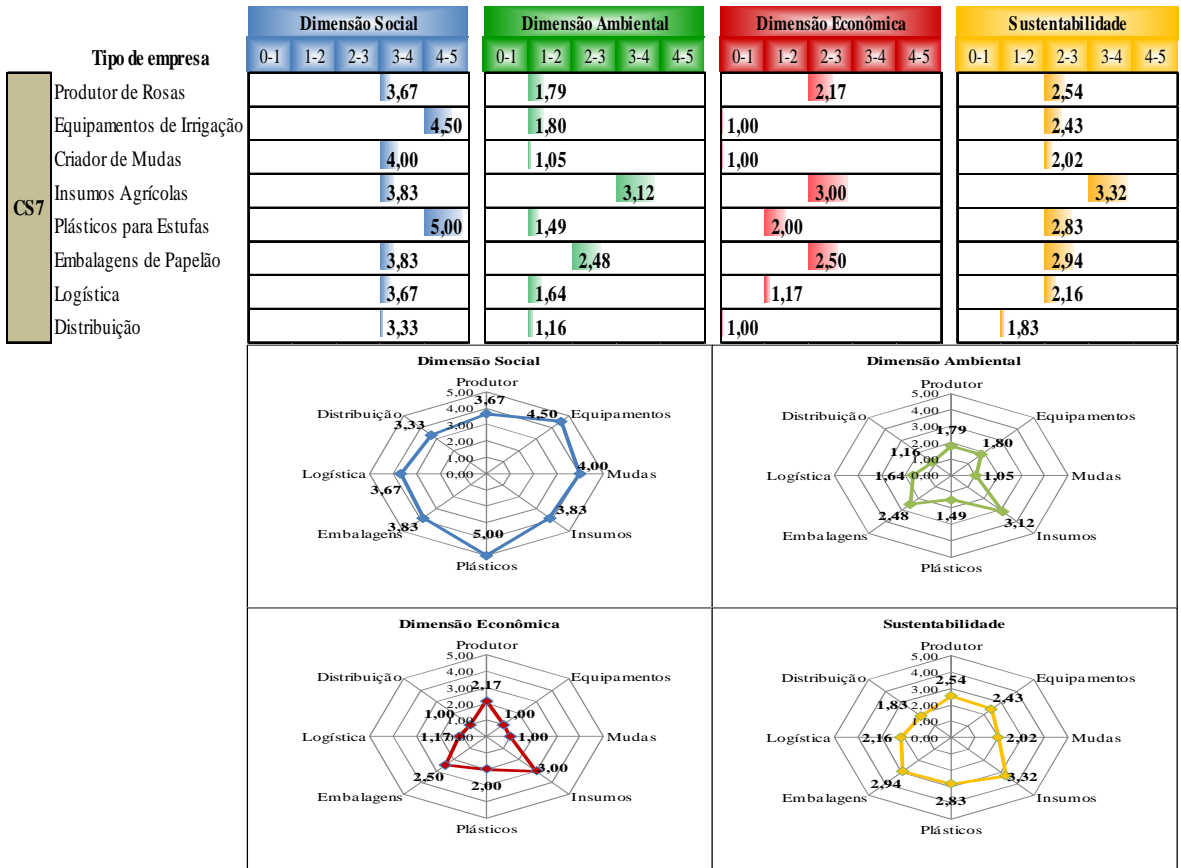 Dimensão Social Dimensão Ambiental Dimensão Econômica Sustentabilidade
Tipo de empresa 0-1 1-2 2-3 3-4 4-5 0-1 1-2 2-3 3-4 4-5 0-1 1-2 2-3 3-4 4-5 0-1 1-2 2-3 3-4 4-5
CS7
Produtor de Rosas 3,67 1,79 2,17 2,54
Equipamentos de Irrigação 4,50 1,80 1,00 2,43
Criador de Mudas 4,00 1,05 1,00 2,02
Insumos Agrícolas 3,83 3,12 3,00 3,32
Plásticos para Estufas 5,00 1,49 2,00 2,83
Embalagens de Papelão 3,83 2,48 2,50 2,94
Logística 3,67 1,64 1,17 2,16
Distribuição 3,33 1,16 1,00 1,83
Dimensão Social
Produtor
5,00
4,00
3,00
2,00
1,00
0,00
3,67
Equipamentos
4,50
Mudas
4,00
Insumos
3,83
Plásticos
5,00
Embalagens
3,83
Logística
3,67
Distribuição
3,33
Dimensão Ambiental
Produtor
5,00
4,00
3,00
2,00
1,00
0,00
1,79
Equipamentos
1,80
Mudas
1,05
Insumos
3,12
Plásticos
1,49
Embalagens
2,48
Logística
1,64
Distribuição
1,16
Dimensão Econômica
Produtor
5,00
4,00
3,00
2,00
1,00
0,00
2,17
Equipamentos
1,00
Mudas
1,00
Insumos
3,00
Plásticos
2,00
Embalagens
2,50
Logística
1,17
Distribuição
1,00
Sustentabilidade
Produtor
5,00
4,00
3,00
2,00
1,00
0,00
2,54
Equipamentos
2,43
Mudas
2,02
Insumos
3,32
Plásticos
2,83
Embalagens
2,94
Logística
2,16
Distribuição
1,83